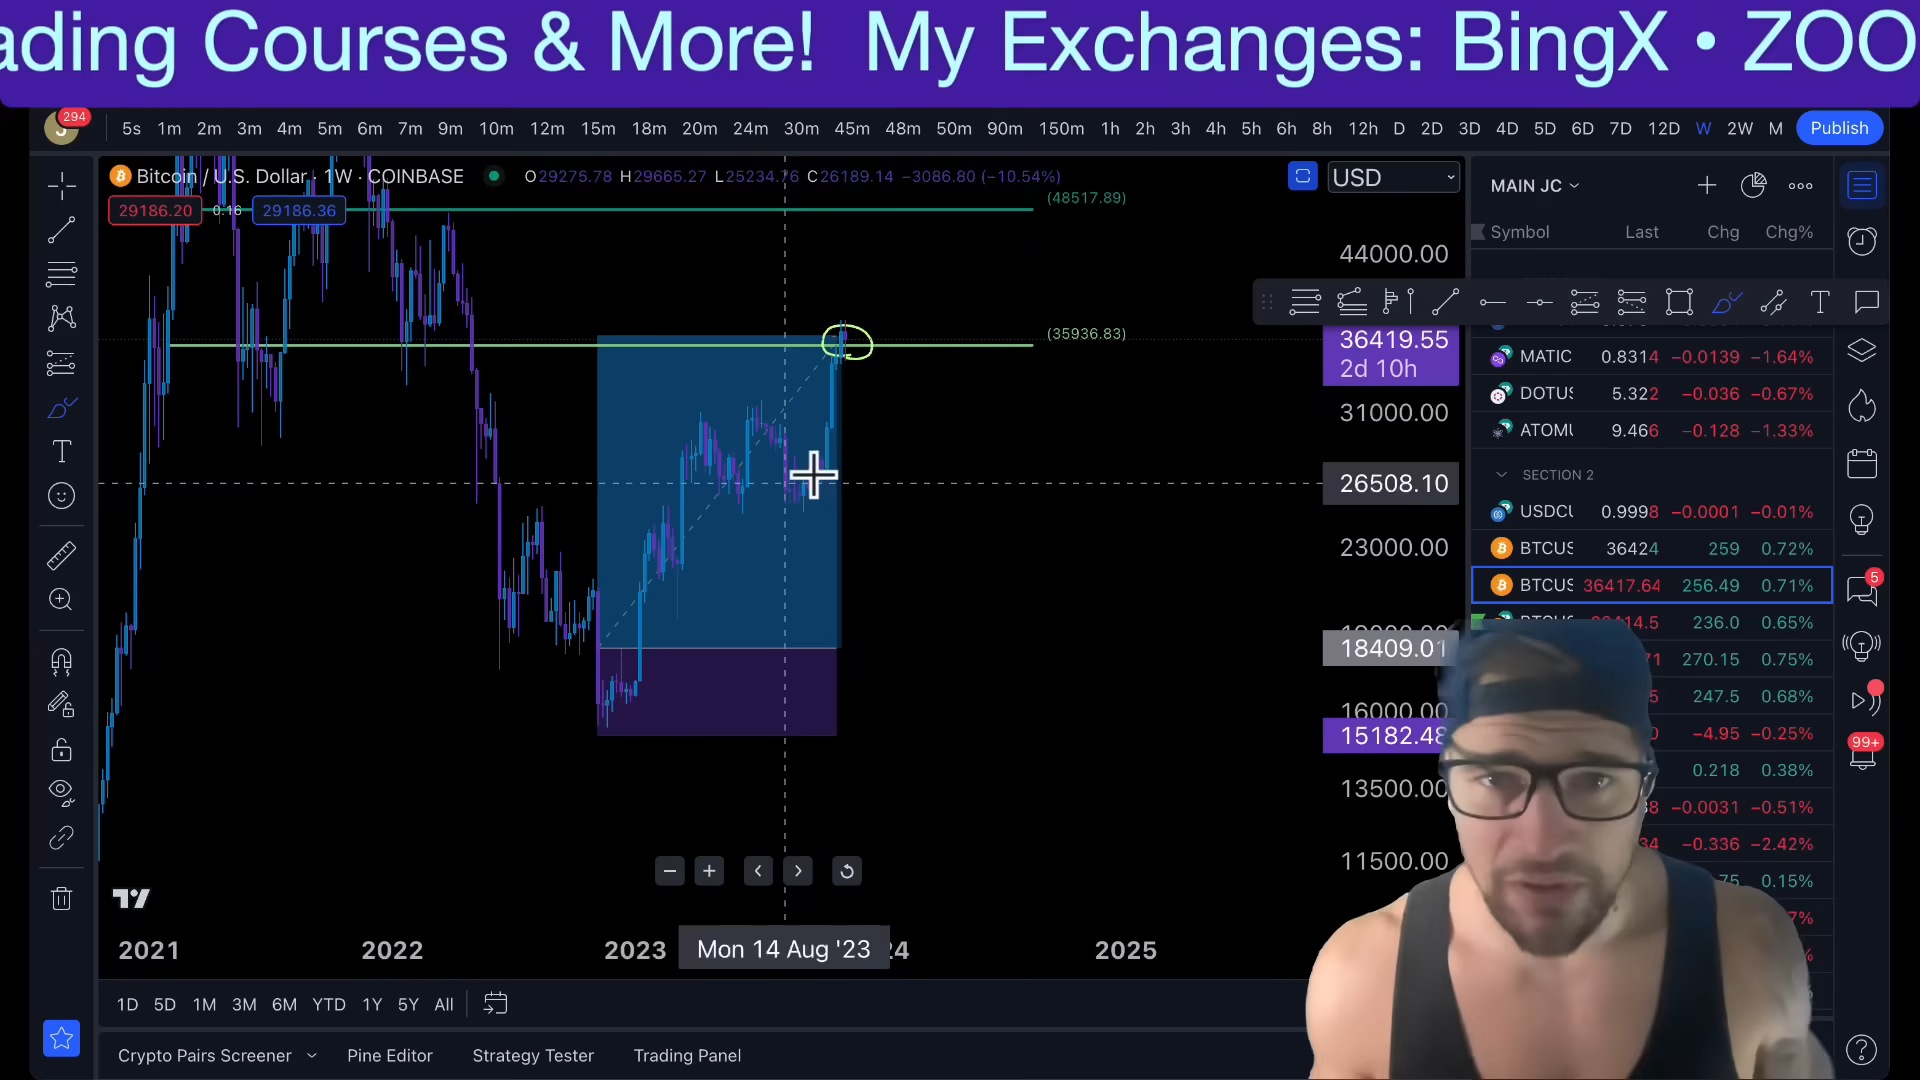 ading Courses & More! My Exchanges: BingX • ZOO
294
5s 1m 2m 3m 4m 5m 6m 7m 9m 10m 12m 15m 18m 20m 24m 30m 45m 48m 50m 90m 150m 1h 2h 3h 4h 5h 6h 8h 12h D 2D 3D 4D 5D 6D 7D 12D W 2W M Publish
Bitcoin / U.S. Dollar · 1W · COINBASE O29275.78 H29665.27 L25234.76 C26189.14 −3086.80 (−10.54%)
USD
MAIN JC
29186.20 0.16 29186.36
(48517.89)
Symbol Last Chg Chg%
44000.00
(35936.83)
36419.55
2d 10h
MATIC 0.8314 −0.0139 −1.64%
DOTUS 5.322 −0.036 −0.67%
31000.00
ATOMU 9.466 −0.128 −1.33%
SECTION 2
26508.10
USDCU 0.9998 −0.0001 −0.01%
23000.00
BTCUS 36424 259 0.72%
BTCUS 36417.64 256.49 0.71%
5
236.0 0.65%
18409.01
270.15 0.75%
247.5 0.68%
16000.00
15182.48
−4.95 −0.25%
99+
0.218 0.38%
13500.00
−0.0031 −0.51%
−0.336 −2.42%
11500.00
0.15%
2021 2022 2023 Mon 14 Aug '23 24 2025
1D 5D 1M 3M 6M YTD 1Y 5Y All
Crypto Pairs Screener Pine Editor Strategy Tester Trading Panel